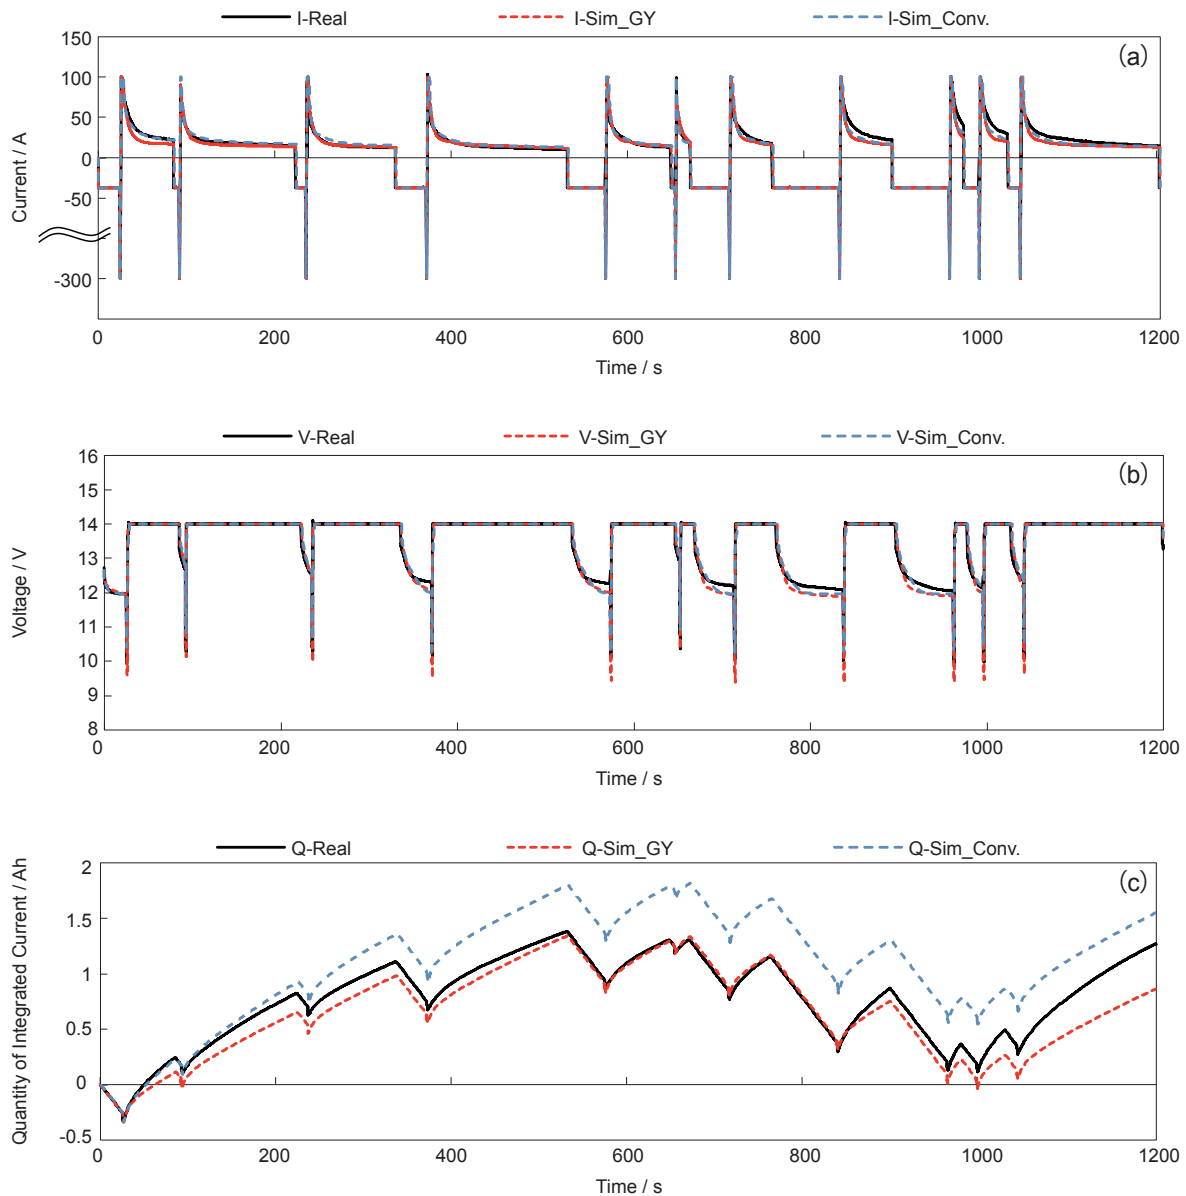 I-Real I-Sim_GY I-Sim_Conv.
(a)
150
100
50
0
-50
-300
Current / A
0 200 400 600 800 1000 1200
Time / s
V-Real V-Sim_GY V-Sim_Conv.
(b)
16
15
14
13
12
11
10
9
8
Voltage / V
0 200 400 600 800 1000 1200
Time / s
Q-Real Q-Sim_GY Q-Sim_Conv.
(c)
2
1.5
1
0.5
0
-0.5
Quantity of Integrated Current / Ah
0 200 400 600 800 1000 1200
Time / s